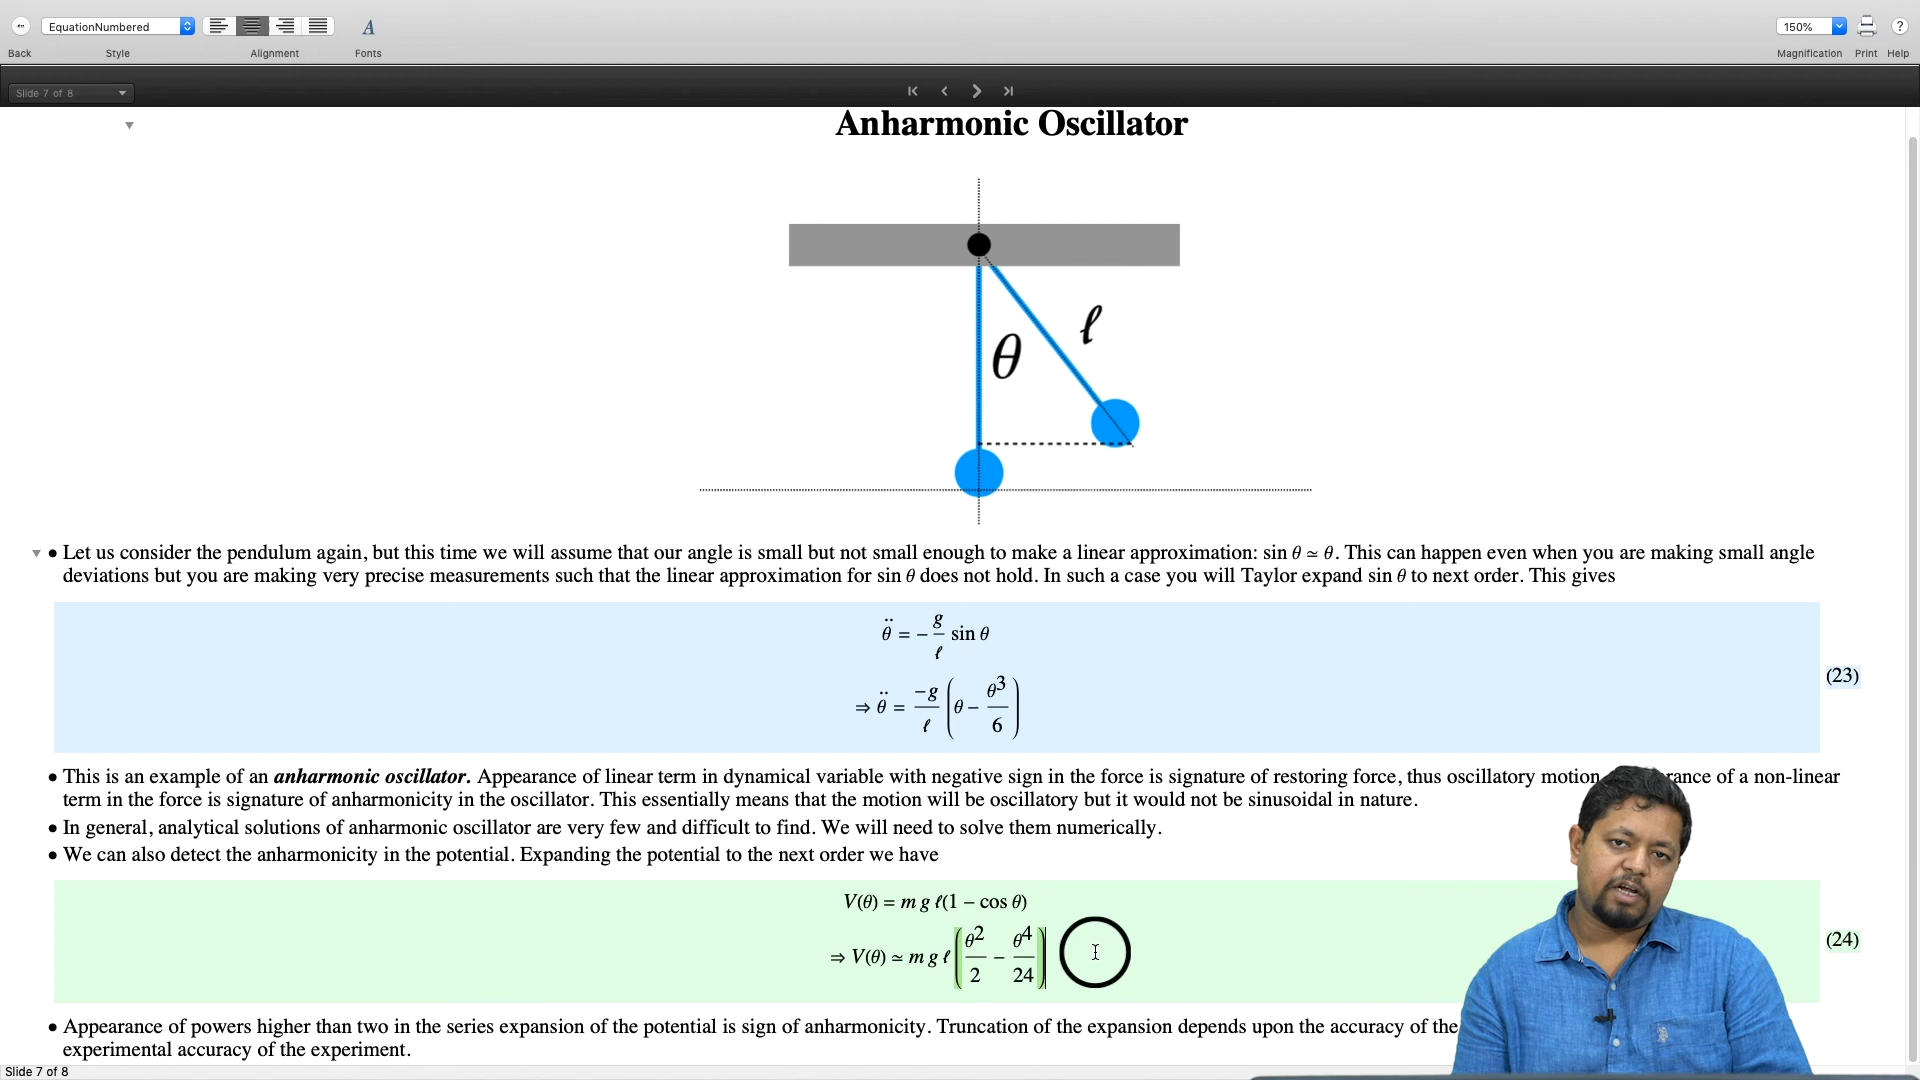 EquationNumbered
150%
Back
Style
Alignment
Fonts
Magnification
Print
Help
Slide 7 of 8
Anharmonic Oscillator
ℓ
θ
• Let us consider the pendulum again, but this time we will assume that our angle is small but not small enough to make a linear approximation: sin θ ≃ θ. This can happen even when you are making small angle
deviations but you are making very precise measurements such that the linear approximation for sin θ does not hold. In such a case you will Taylor expand sin θ to next order. This gives
θ̈ = − g/ℓ sin θ
⇒ θ̈ = −g/ℓ (θ − θ³/6)
(23)
• This is an example of an anharmonic oscillator. Appearance of linear term in dynamical variable with negative sign in the force is signature of restoring force, thus oscillatory motion of a non-linear
term in the force is signature of anharmonicity in the oscillator. This essentially means that the motion will be oscillatory but it would not be sinusoidal in nature.
• In general, analytical solutions of anharmonic oscillator are very few and difficult to find. We will need to solve them numerically.
• We can also detect the anharmonicity in the potential. Expanding the potential to the next order we have
V(θ) = m g ℓ(1 − cos θ)
⇒ V(θ) ≃ m g ℓ (θ²/2 − θ⁴/24)
(24)
• Appearance of powers higher than two in the series expansion of the potential is sign of anharmonicity. Truncation of the expansion depends upon the accuracy of the
experimental accuracy of the experiment.
Slide 7 of 8